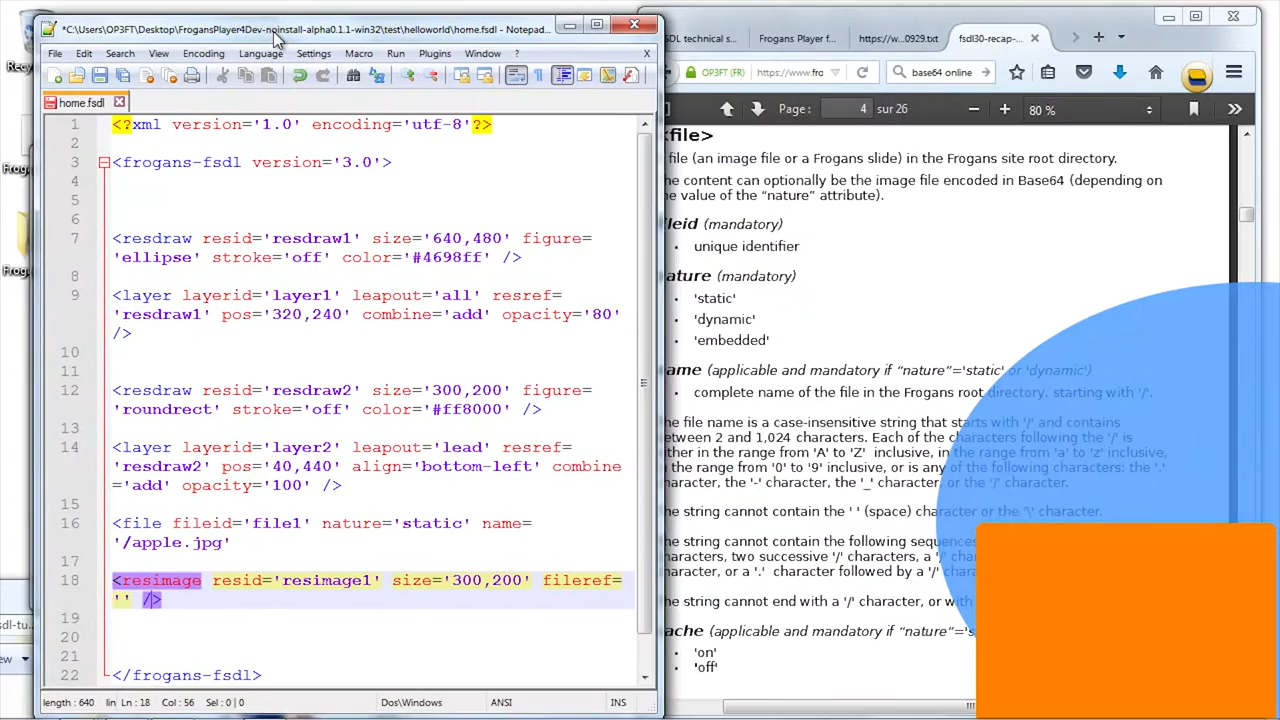 *C:\Users\OP3FT\Desktop\FrogansPlayer4Dev-noinstall-alpha0.1.1-win32\test\helloworld\home.fsdl - Notepad...
File Edit Search View Encoding Language Settings Macro Run Plugins Window ? X
home.fsdl
1 <?xml version='1.0' encoding='utf-8'?>
2
3 <frogans-fsdl version='3.0'>
4
5
6
7 <resdraw resid='resdraw1' size='640,480' figure=
'ellipse' stroke='off' color='#4698ff' />
8
9 <layer layerid='layer1' leapout='all' resref=
'resdraw1' pos='320,240' combine='add' opacity='80'
/>
10
11
12 <resdraw resid='resdraw2' size='300,200' figure=
'roundrect' stroke='off' color='#ff8000' />
13
14 <layer layerid='layer2' leapout='lead' resref=
'resdraw2' pos='40,440' align='bottom-left' combine
='add' opacity='100' />
15
16 <file fileid='file1' nature='static' name=
'/apple.jpg'
17
18 <resimage resid='resimage1' size='300,200' fileref=
'' />
19
20
21
22 </frogans-fsdl>
length : 640 lin Ln : 18 Col : 56 Sel : 0 | 0 Dos\Windows ANSI INS
SDL technical s... Frogans Player f... https://www...0929.txt fsdl30-recap-...
OP3FT (FR) https://www.fro base64 online
Page : 4 sur 26 80 %
<file>
file (an image file or a Frogans slide) in the Frogans site root directory.
he content can optionally be the image file encoded in Base64 (depending on
he value of the “nature” attribute).
ileid (mandatory)
• unique identifier
ature (mandatory)
• 'static'
• 'dynamic'
• 'embedded'
ame (applicable and mandatory if “nature”='static' or 'dynamic')
• complete name of the file in the Frogans root directory, starting with '/'.
he file name is a case-insensitive string that starts with '/' and contains
etween 2 and 1,024 characters. Each of the characters following the '/' is
ither in the range from 'A' to 'Z' inclusive, in the range from 'a' to 'z' inclusive,
n the range from '0' to '9' inclusive, or is any of the following characters: the '.'
haracter, the '-' character, the '_' character, or the '/' character.
he string cannot contain the ' ' (space) character or the '\' character.
he string cannot contain the following sequences
haracters, two successive '/' characters, a '/' cha
haracter, or a '.' character followed by a '/' ch
he string cannot end with a '/' character, or with
ache (applicable and mandatory if “nature”='s
• 'on'
• 'off'
Recy
Froga
Froga
sdl-tu
ew